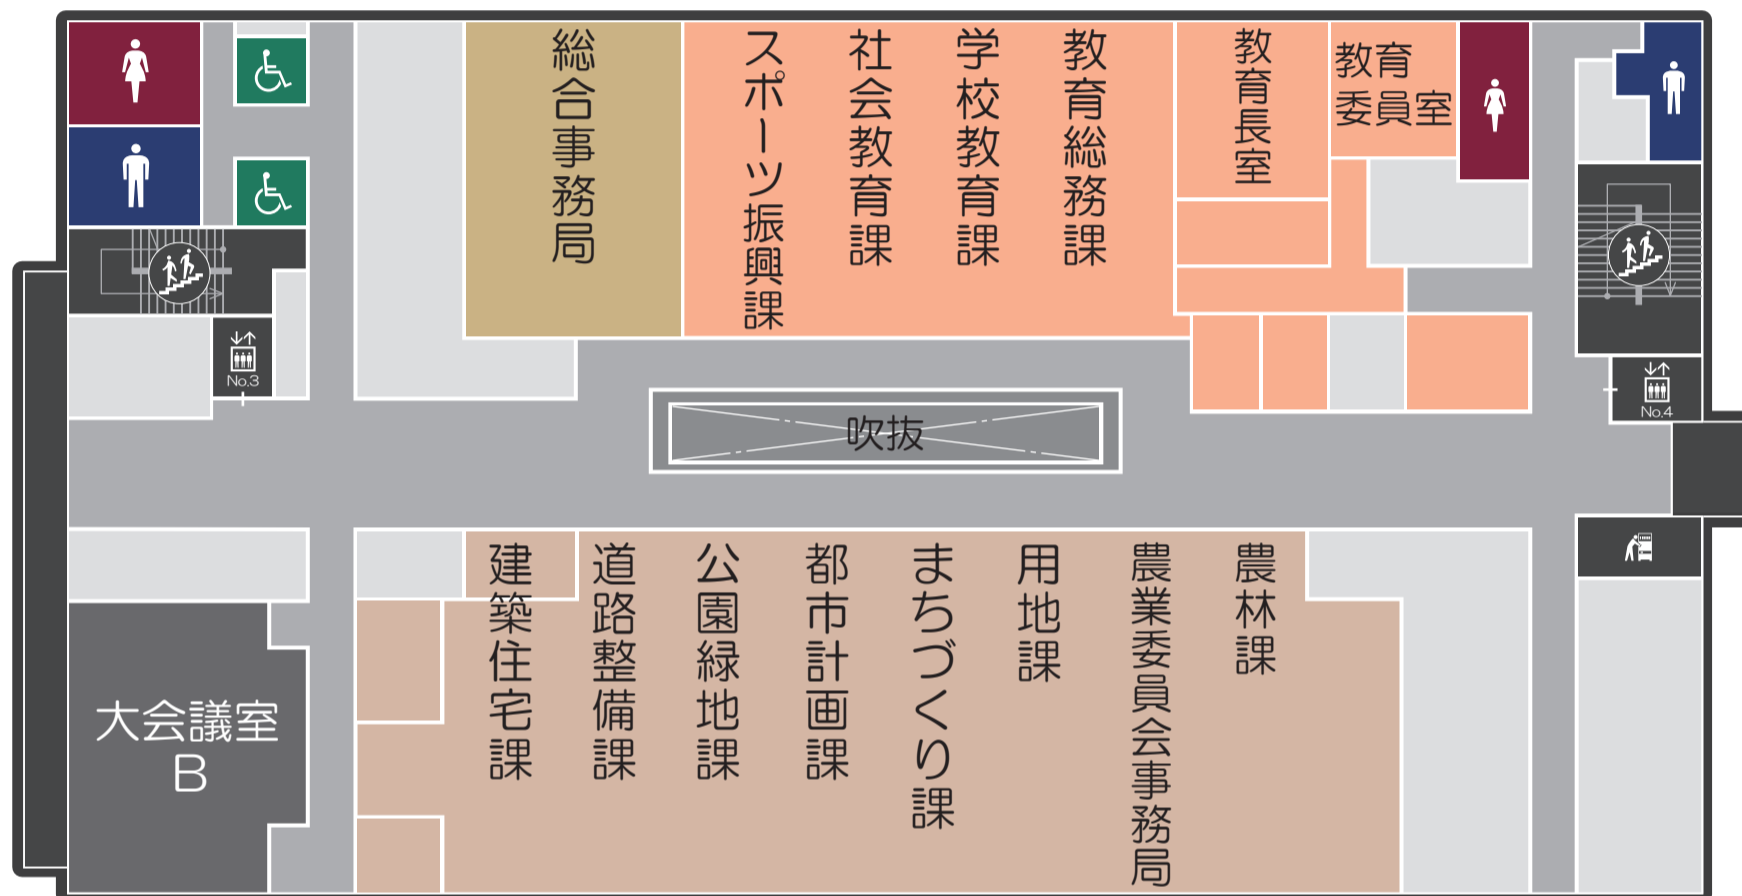 総合事務局
スポーツ振興課
社会教育課
学校教育課
教育総務課
教育長室
教育
委員室
No.3
No.4
吹抜
建築住宅課
道路整備課
公園緑地課
都市計画課
まちづくり課
用地課
農業委員会事務局
農林課
大会議室
B